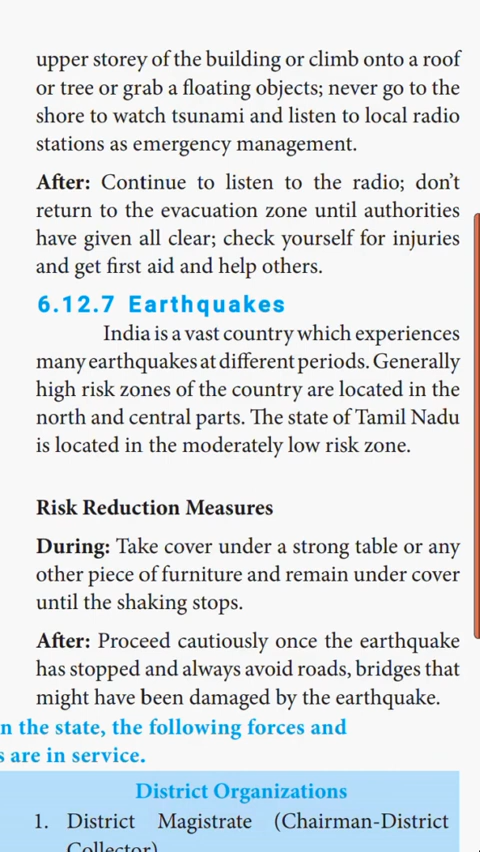 upper storey of the building or climb onto a roof
or tree or grab a floating objects; never go to the
shore to watch tsunami and listen to local radio
stations as emergency management.
After: Continue to listen to the radio; don't
return to the evacuation zone until authorities
have given all clear; check yourself for injuries
and get first aid and help others.
6.12.7 Earthquakes
India is a vast country which experiences
many earthquakes at different periods. Generally
high risk zones of the country are located in the
north and central parts. The state of Tamil Nadu
is located in the moderately low risk zone.
Risk Reduction Measures
During: Take cover under a strong table or any
other piece of furniture and remain under cover
until the shaking stops.
After: Proceed cautiously once the earthquake
has stopped and always avoid roads, bridges that
might have been damaged by the earthquake.
n the state, the following forces and
s are in service.
District Organizations
1. District Magistrate (Chairman-District
Collector)